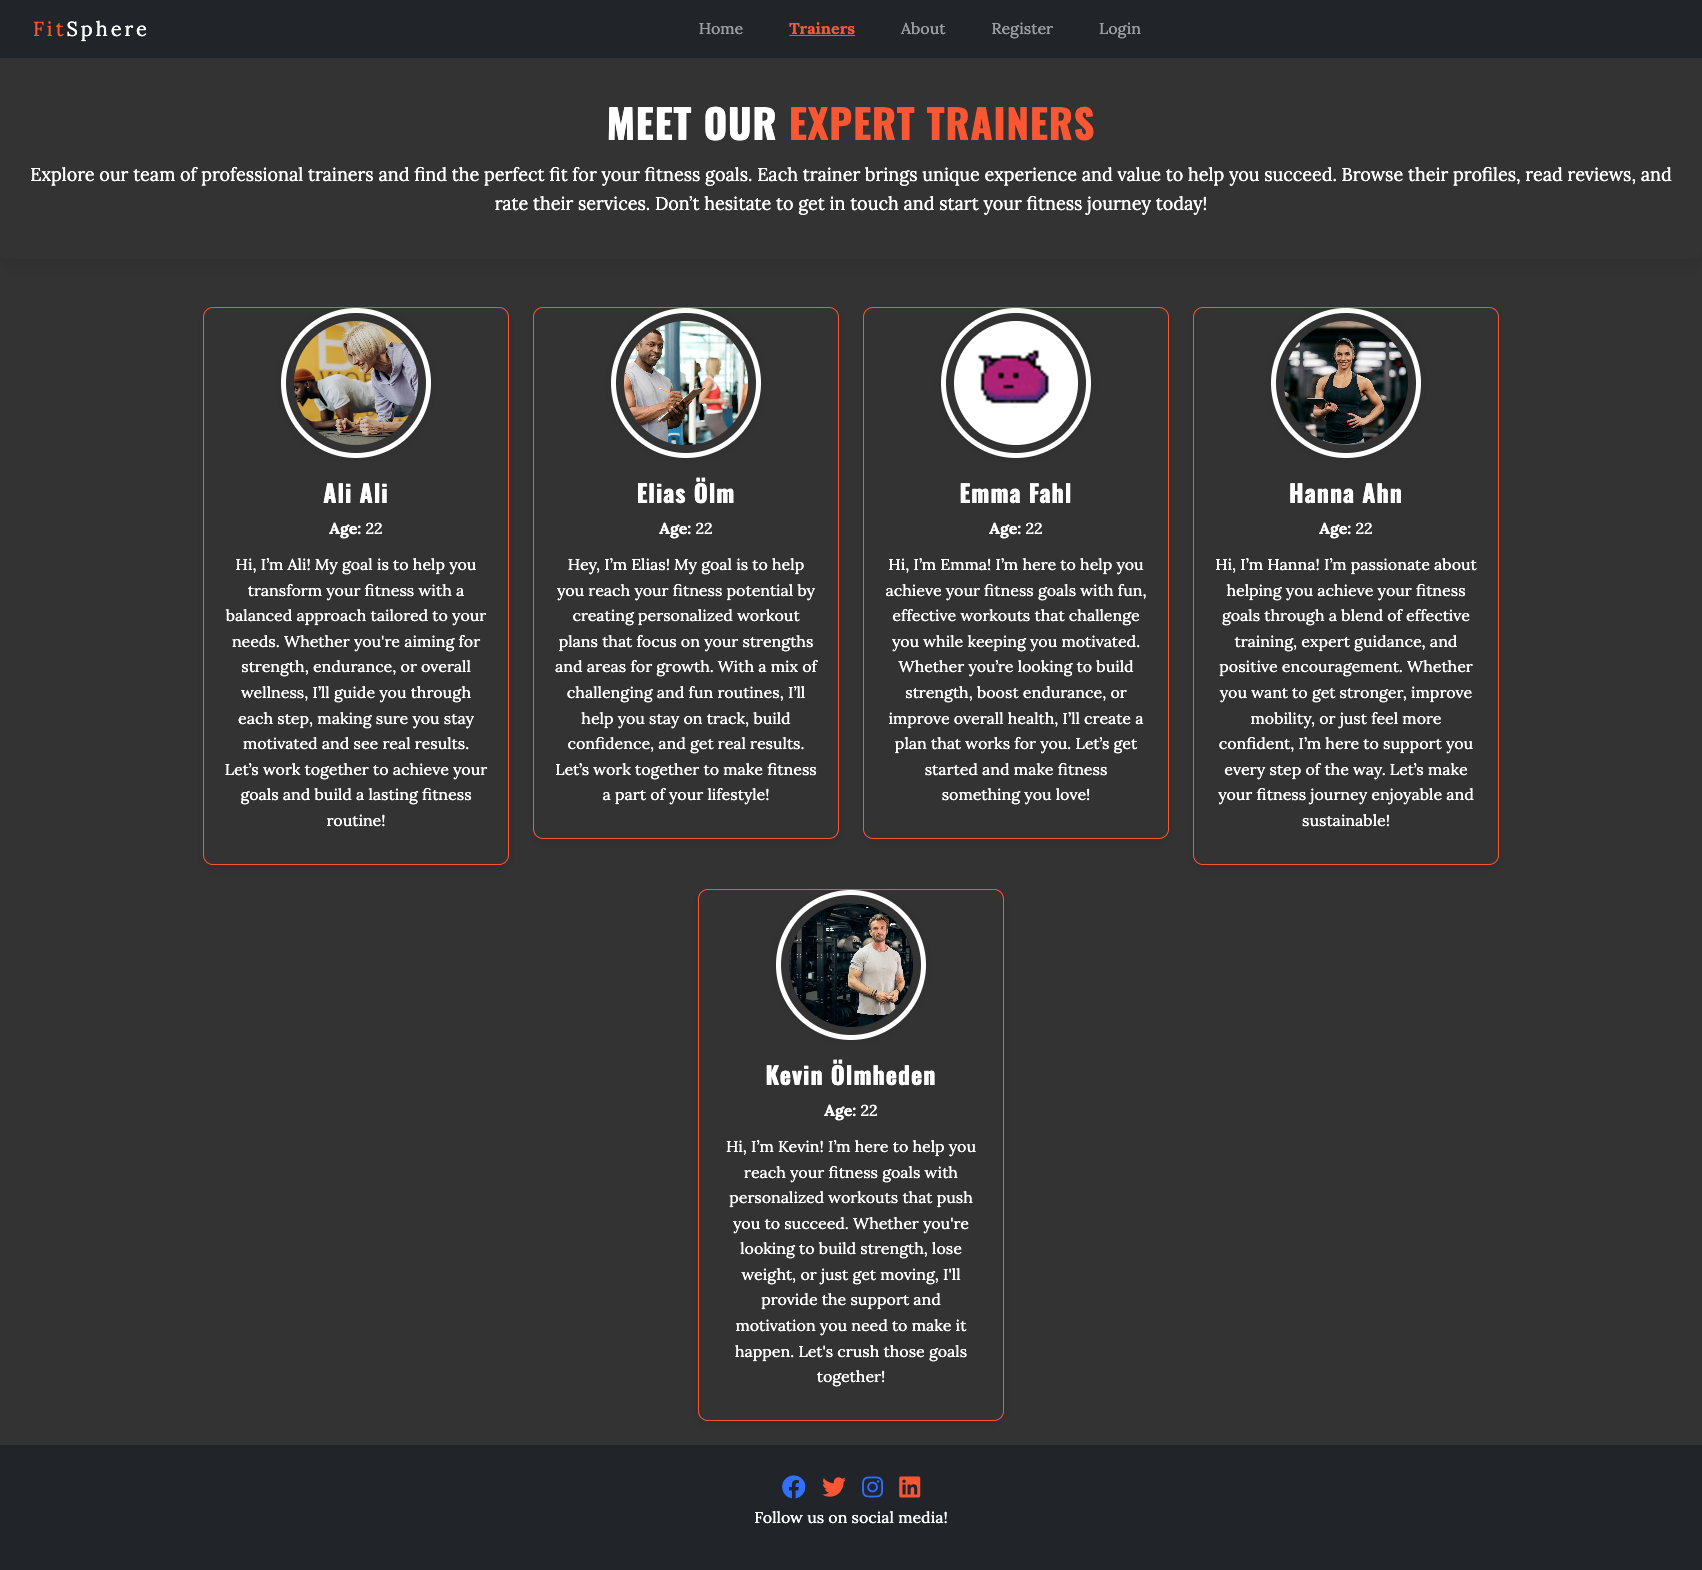 FitSphere
Home Trainers About Register Login
MEET OUR EXPERT TRAINERS
Explore our team of professional trainers and find the perfect fit for your fitness goals. Each trainer brings unique experience and value to help you succeed. Browse their profiles, read reviews, and
rate their services. Don’t hesitate to get in touch and start your fitness journey today!
Ali Ali
Age: 22
Hi, I’m Ali! My goal is to help you
transform your fitness with a
balanced approach tailored to your
needs. Whether you're aiming for
strength, endurance, or overall
wellness, I’ll guide you through
each step, making sure you stay
motivated and see real results.
Let’s work together to achieve your
goals and build a lasting fitness
routine!
Elias Ölm
Age: 22
Hey, I’m Elias! My goal is to help
you reach your fitness potential by
creating personalized workout
plans that focus on your strengths
and areas for growth. With a mix of
challenging and fun routines, I’ll
help you stay on track, build
confidence, and get real results.
Let’s work together to make fitness
a part of your lifestyle!
Emma Fahl
Age: 22
Hi, I’m Emma! I’m here to help you
achieve your fitness goals with fun,
effective workouts that challenge
you while keeping you motivated.
Whether you’re looking to build
strength, boost endurance, or
improve overall health, I’ll create a
plan that works for you. Let’s get
started and make fitness
something you love!
Hanna Ahn
Age: 22
Hi, I’m Hanna! I’m passionate about
helping you achieve your fitness
goals through a blend of effective
training, expert guidance, and
positive encouragement. Whether
you want to get stronger, improve
mobility, or just feel more
confident, I’m here to support you
every step of the way. Let’s make
your fitness journey enjoyable and
sustainable!
Kevin Ölmheden
Age: 22
Hi, I’m Kevin! I’m here to help you
reach your fitness goals with
personalized workouts that push
you to succeed. Whether you're
looking to build strength, lose
weight, or just get moving, I'll
provide the support and
motivation you need to make it
happen. Let's crush those goals
together!
Follow us on social media!